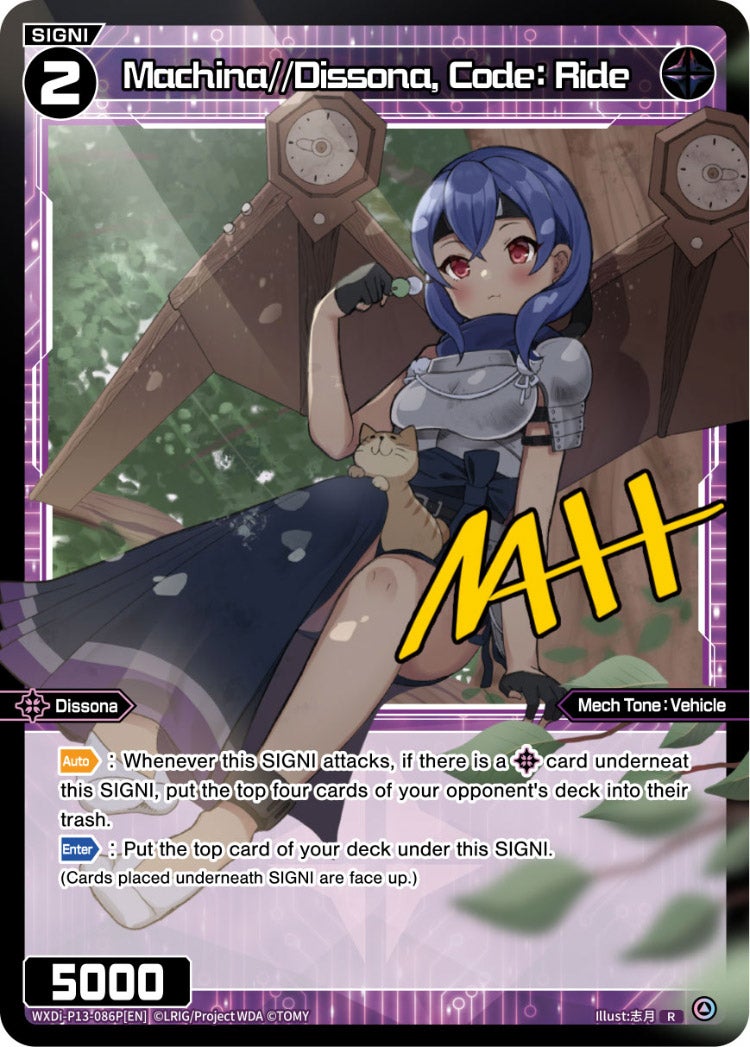 SIGNI
2
Machina//Dissona, Code: Ride
MAH
Dissona
Mech Tone : Vehicle
Auto : Whenever this SIGNI attacks, if there is a card underneat
this SIGNI, put the top four cards of your opponent's deck into their
trash.
Enter : Put the top card of your deck under this SIGNI.
(Cards placed underneath SIGNI are face up.)
5000
WXDi-P13-086P[EN] ©LRIG/Project WDA ©TOMY
Illust:志月 R